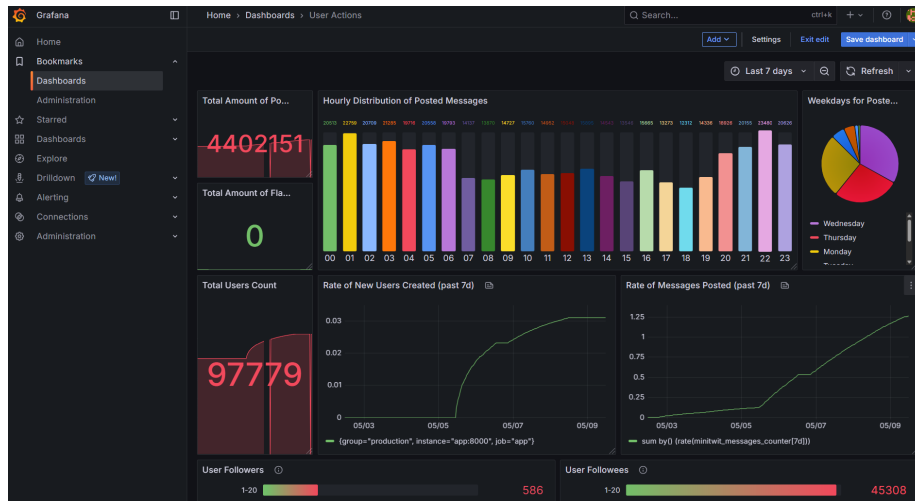 Grafana
Home > Dashboards > User Actions
Search...
ctrl+k
Add
Settings
Exit edit
Save dashboard
Home
Bookmarks
Dashboards
Administration
Starred
Dashboards
Explore
Drilldown
New!
Alerting
Connections
Administration
Last 7 days
Refresh
Total Amount of Po...
4402151
Total Amount of Fla...
0
Total Users Count
97779
Hourly Distribution of Posted Messages
00 01 02 03 04 05 06 07 08 09 10 11 12 13 14 15 16 17 18 19 20 21 22 23
Weekdays for Poste...
Wednesday
Thursday
Monday
Rate of New Users Created (past 7d)
0.03
0.02
0.01
0
05/03 05/05 05/07 05/09
{group="production", instance="app:8000", job="app"}
Rate of Messages Posted (past 7d)
1.25
1
0.75
0.5
0.25
0
05/03 05/05 05/07 05/09
sum by() (rate(minitwit_messages_counter[7d]))
User Followers
1-20
586
User Followees
1-20
45308